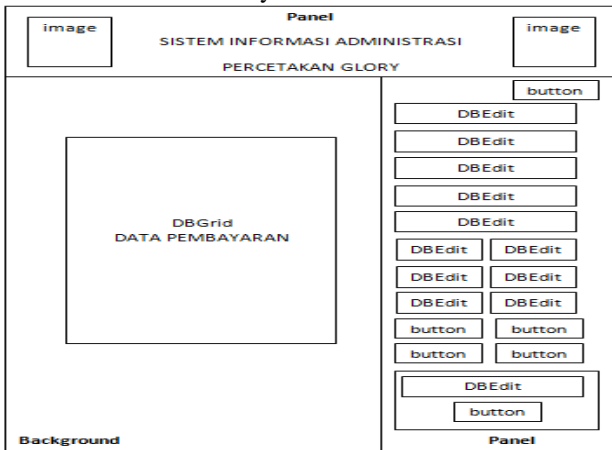 Panel
image
image
SISTEM INFORMASI ADMINISTRASI
PERCETAKAN GLORY
DBGrid
DATA PEMBAYARAN
Background
button
DBEdit
DBEdit
DBEdit
DBEdit
DBEdit
DBEdit DBEdit
DBEdit DBEdit
DBEdit DBEdit
button button
button button
DBEdit
button
Panel